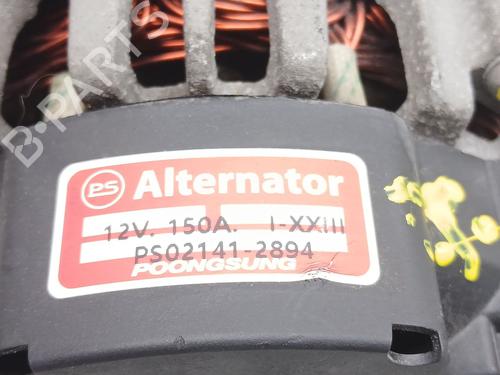 B-PARTS
PS Alternator
12V. 150A. I-XXIII
PS02141-2894
POONGSUNG